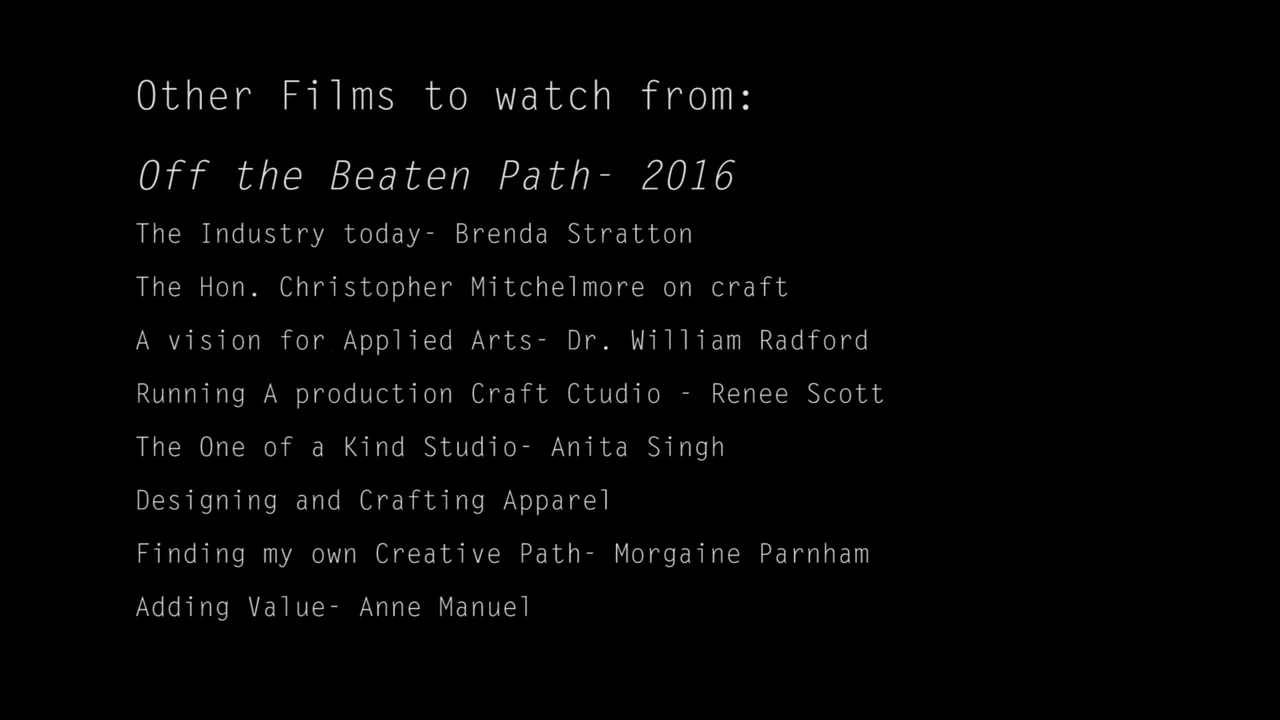 Other Films to watch from:
Off the Beaten Path- 2016
The Industry today- Brenda Stratton
The Hon. Christopher Mitchelmore on craft
A vision for Applied Arts- Dr. William Radford
Running A production Craft Ctudio - Renee Scott
The One of a Kind Studio- Anita Singh
Designing and Crafting Apparel
Finding my own Creative Path- Morgaine Parnham
Adding Value- Anne Manuel